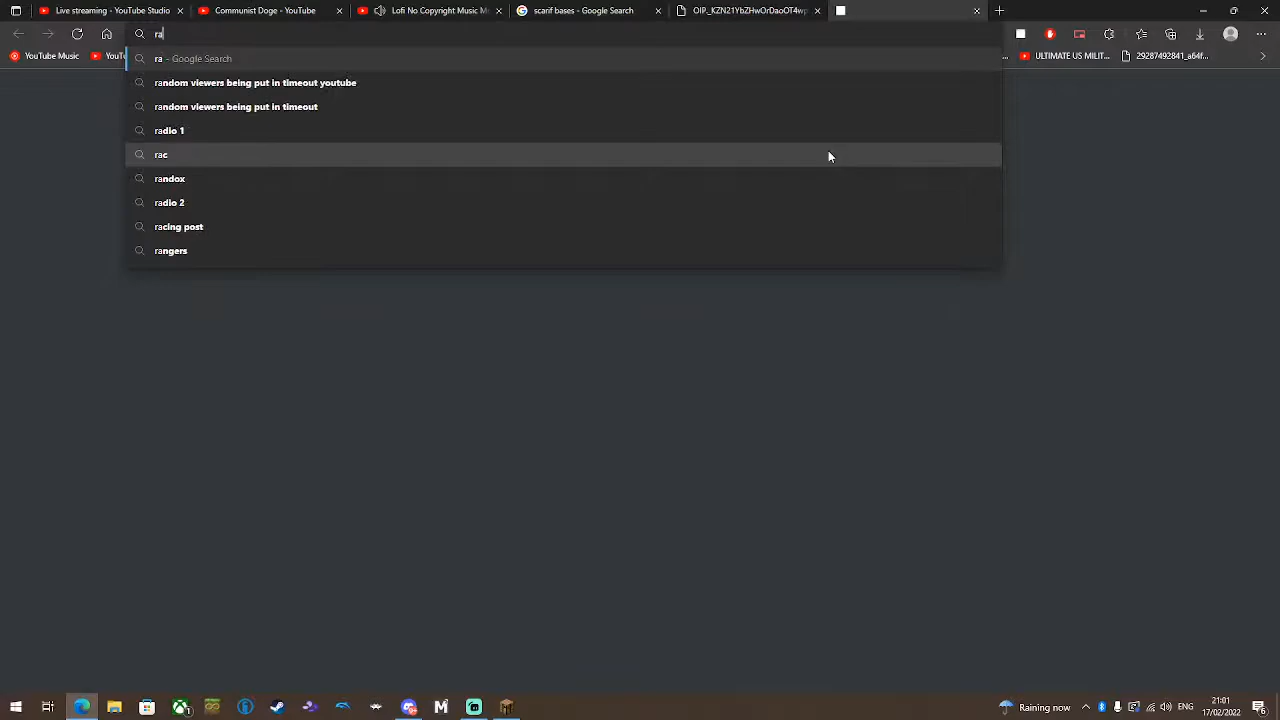 Live streaming - YouTube Studio
Communist Doge - YouTube
Lofi No Copyright Music
scarif bases - Google Search
ra
YouTube Music
ULTIMATE US MILIT...
29287492841_a64f...
ra - Google Search
random viewers being put in timeout youtube
random viewers being put in timeout
radio 1
rac
randox
radio 2
racing post
rangers
Raining now
21:01
17/02/2022